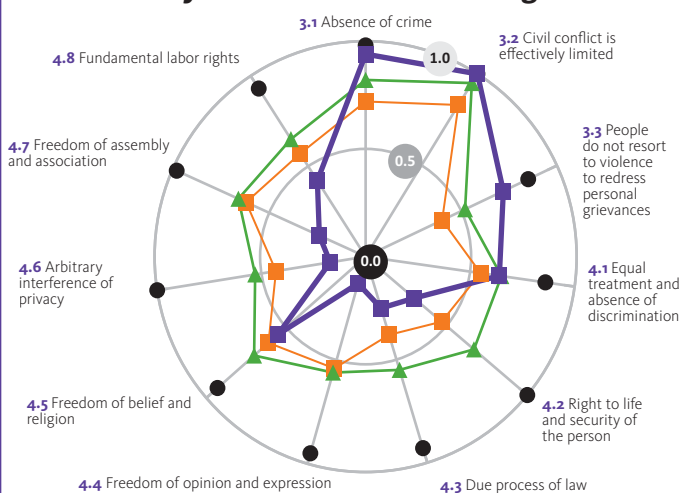 3.1 Absence of crime
3.2 Civil conflict is
effectively limited
1.0
4.8 Fundamental labor rights
3.3 People
do not resort
to violence
to redress
personal
grievances
4.7 Freedom of assembly
and association
0.5
0.0
4.6 Arbitrary
interference of
privacy
4.1 Equal
treatment and
absence of
discrimination
4.5 Freedom of belief and
religion
4.2 Right to life
and security of
the person
4.4 Freedom of opinion and expression
4.3 Due process of law